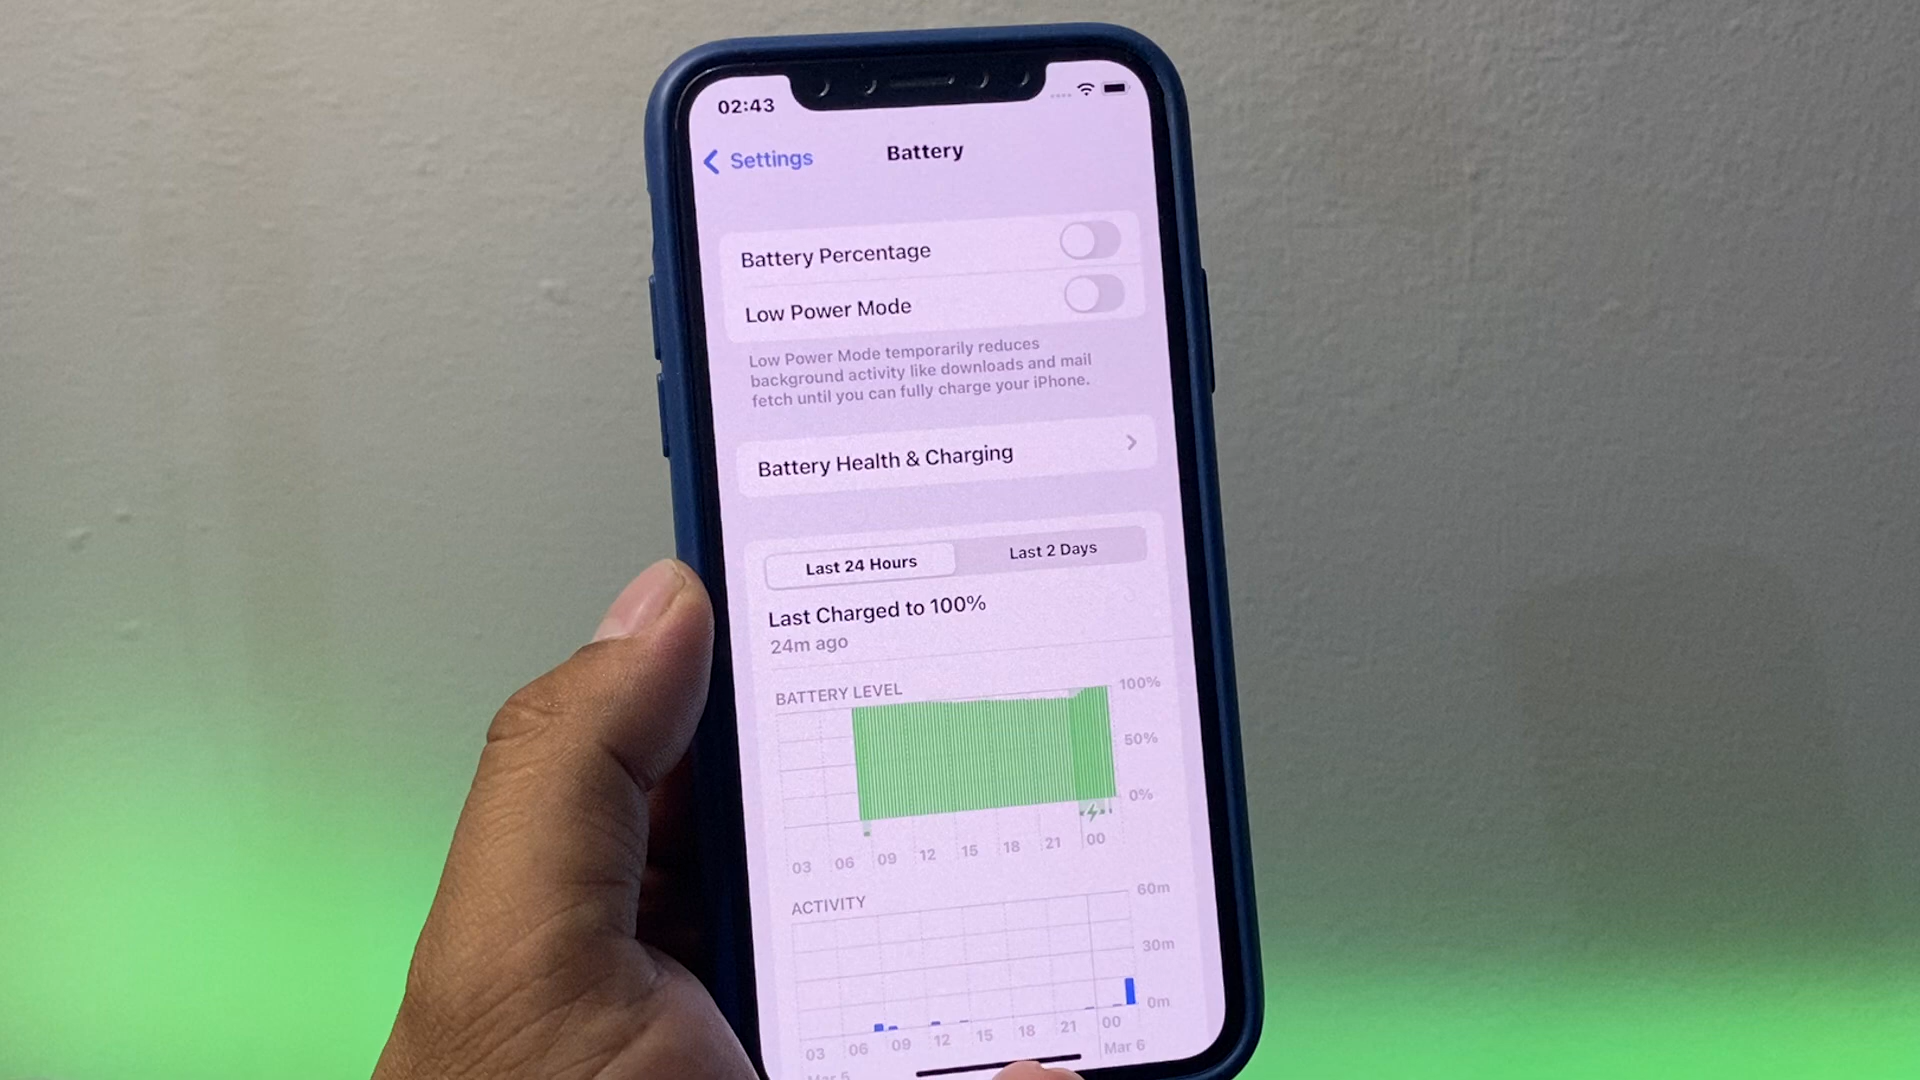 02:43
Settings
Battery
Battery Percentage
Low Power Mode
Low Power Mode temporarily reduces
background activity like downloads and mail
fetch until you can fully charge your iPhone.
Battery Health & Charging
Last 24 Hours
Last 2 Days
Last Charged to 100%
24m ago
BATTERY LEVEL
100%
50%
0%
03 06 09 12 15 18 21 00
ACTIVITY
60m
30m
0m
03 06 09 12 15 18 21 00
Mar 5 Mar 6